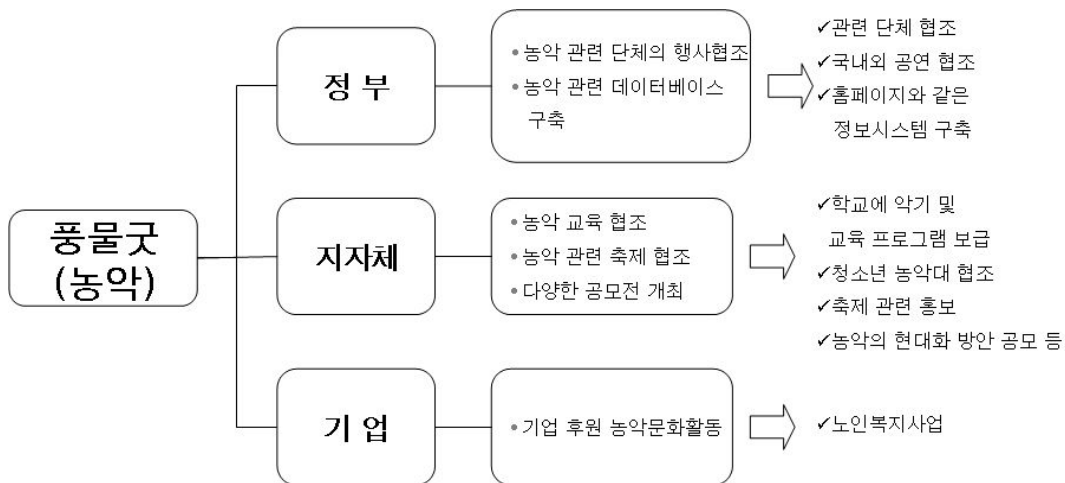 풍물굿
(농악)
정 부
• 농악 관련 단체의 행사협조
• 농악 관련 데이터베이스
구축
✓관련 단체 협조
✓국내외 공연 협조
✓홈페이지와 같은
정보시스템 구축
지자체
• 농악 교육 협조
• 농악 관련 축제 협조
• 다양한 공모전 개최
✓학교에 악기 및
교육 프로그램 보급
✓청소년 농악대 협조
✓축제 관련 홍보
✓농악의 현대화 방안 공모 등
기 업
• 기업 후원 농악문화활동
✓노인복지사업